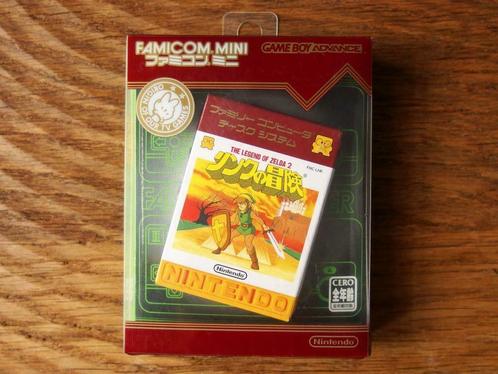 FAMICOM MINI
ファミコン ミニ
GAME BOY ADVANCE
ファミリー コンピュータ
ディスク システム
THE LEGEND OF ZELDA 2
リンクの冒険
Nintendo
NINTENDO
CERO
全年齢
Nintendo